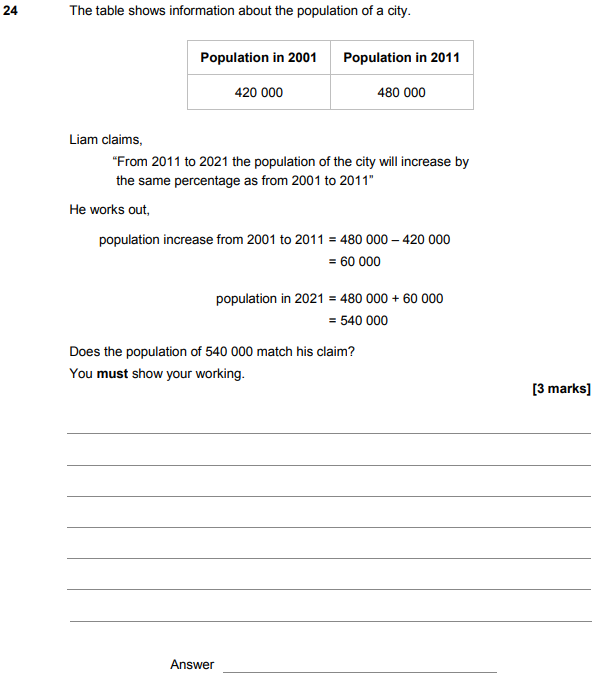 24 The table shows information about the population of a city.
Population in 2001 Population in 2011
420 000 480 000
Liam claims,
“From 2011 to 2021 the population of the city will increase by
the same percentage as from 2001 to 2011”
He works out,
population increase from 2001 to 2011 = 480 000 – 420 000
= 60 000
population in 2021 = 480 000 + 60 000
= 540 000
Does the population of 540 000 match his claim?
You must show your working.
[3 marks]
Answer